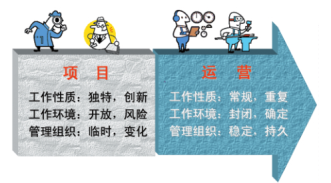 项 目
工作性质：独特，创新
工作环境：开放，风险
管理组织：临时，变化
运 营
工作性质：常规，重复
工作环境：封闭，确定
管理组织：稳定，持久